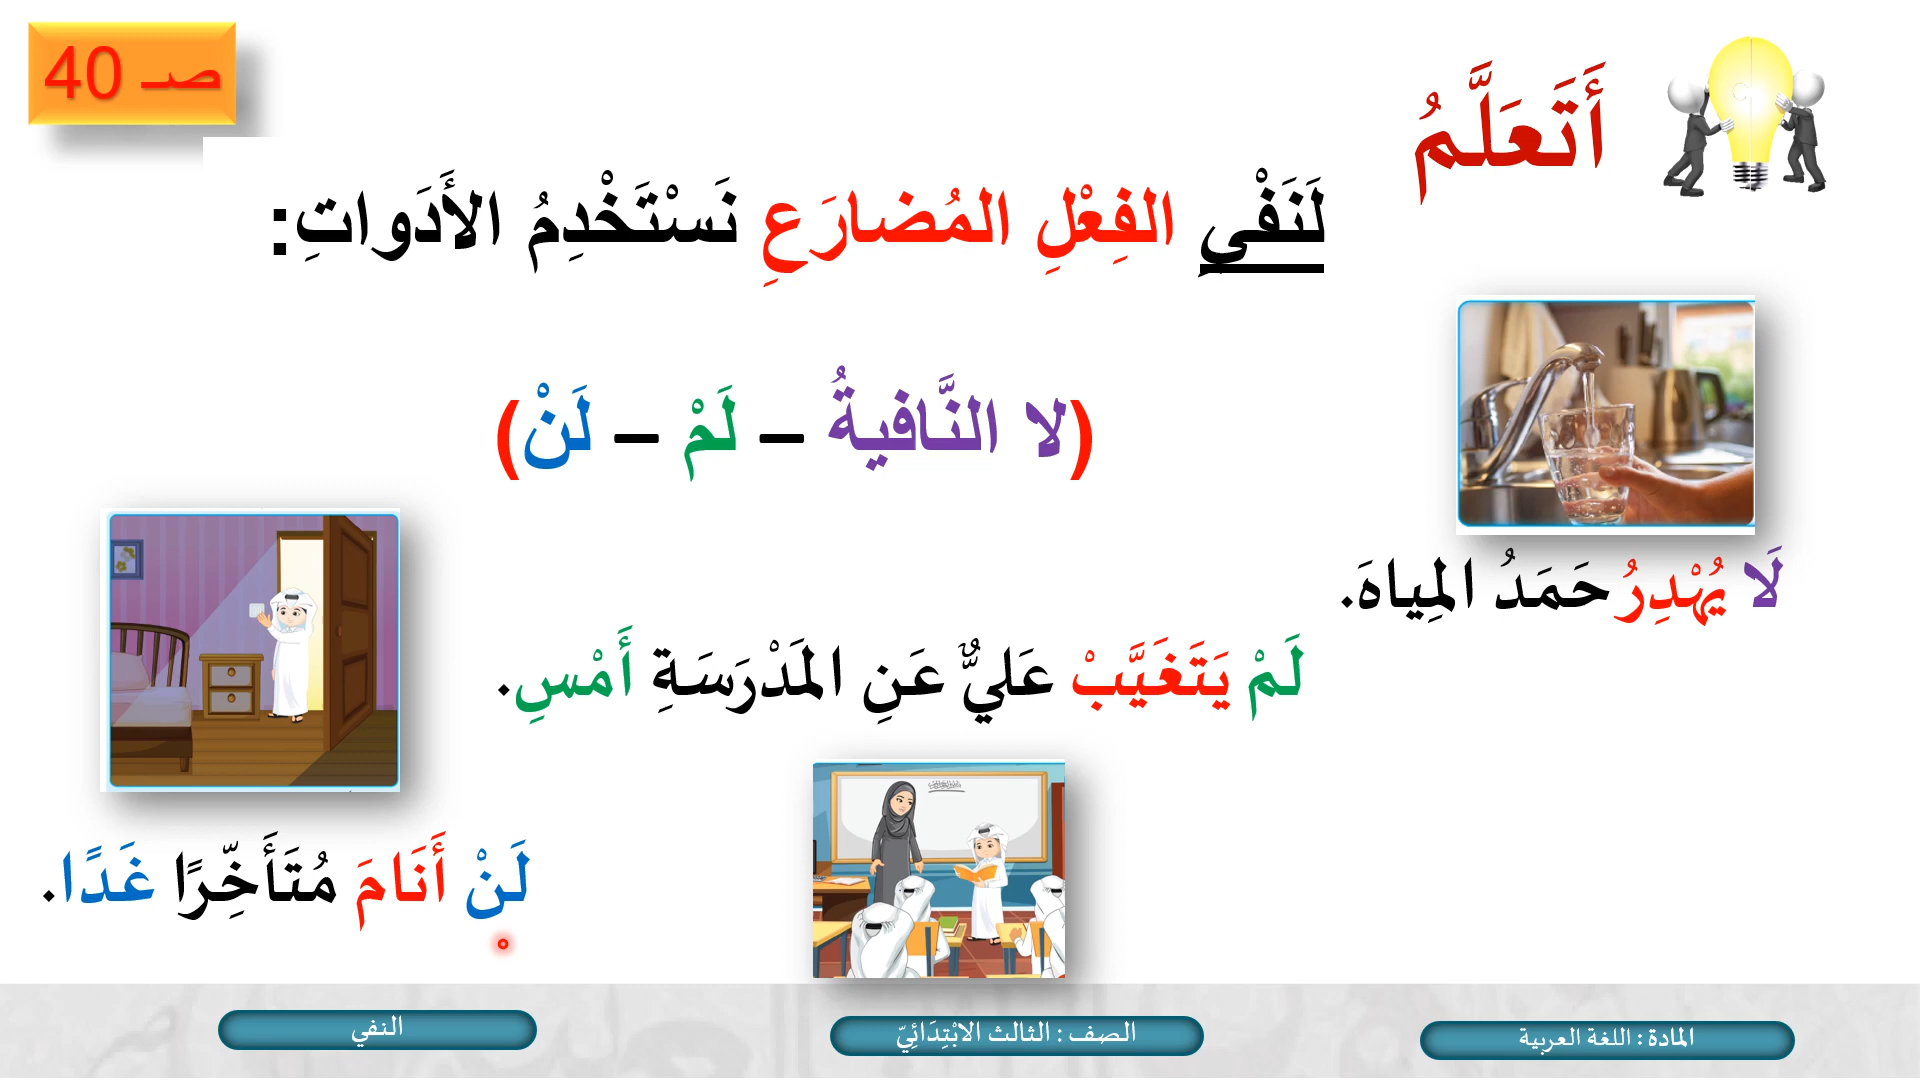 صـ 40
أَتَعَلَّمُ
لَنَفْيِ الفِعْلِ المُضارَعِ نَسْتَخْدِمُ الأَدَواتِ:
(لا النَّافيةُ – لَمْ – لَنْ)
لَا يُهْدِرُ حَمَدُ المِياهَ.
لَمْ يَتَغَيَّبْ عَليٌّ عَنِ المَدْرَسَةِ أَمْسِ.
لَنْ أَنَامَ مُتَأَخِّرًا غَدًا.
المادة : اللغة العربية
الصف : الثالث الابْتِدَائِيّ
النفي